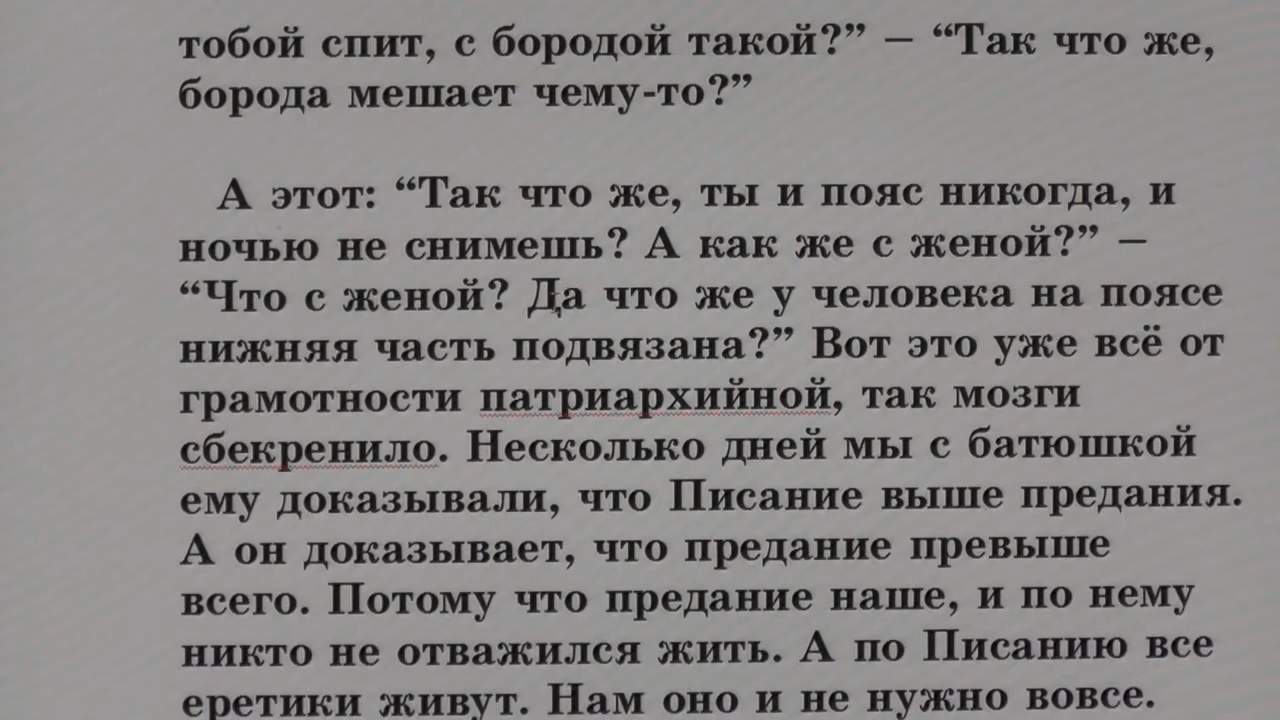 тобой спит, с бородой такой?” – “Так что же,
борода мешает чему-то?”
А этот: “Так что же, ты и пояс никогда, и
ночью не снимешь? А как же с женой?” –
“Что с женой? Да что же у человека на поясе
нижняя часть подвязана?” Вот это уже всё от
грамотности патриархийной, так мозги
сбекренило. Несколько дней мы с батюшкой
ему доказывали, что Писание выше предания.
А он доказывает, что предание превыше
всего. Потому что предание наше, и по нему
никто не отважился жить. А по Писанию все
еретики живут. Нам оно и не нужно вовсе.